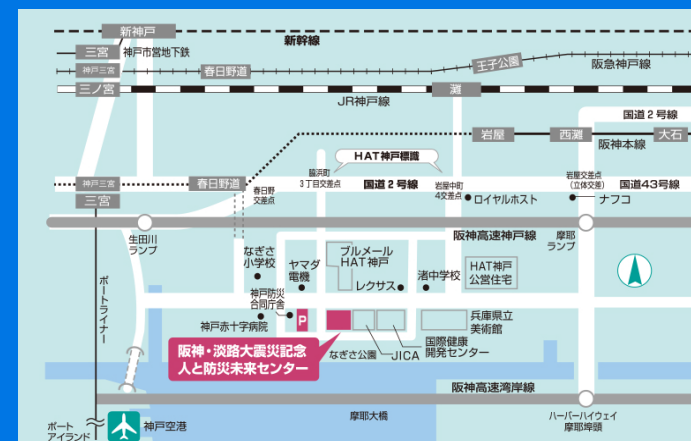 新神戸
新幹線
三宮
神戸市営地下鉄
神戸三宮
春日野道
王子公園
阪急神戸線
三ノ宮
JR神戸線
灘
国道2号線
岩屋
西灘
大石
阪神本線
HAT神戸標識
神戸三宮
春日野道
春日野
交差点
脇浜町
3丁目交差点
国道2号線
岩屋中町
4交差点
岩屋交差点
(立体交差)
国道43号線
三宮
ロイヤルホスト
ナフコ
生田川
ランプ
阪神高速神戸線
摩耶
ランプ
なぎさ
小学校
ヤマダ
電機
ブルメール
HAT神戸
レクサス
渚中学校
HAT神戸
公営住宅
ポートライナー
神戸防災
合同庁舎
神戸赤十字病院
P
兵庫県立
美術館
国際健康
開発センター
なぎさ公園
JICA
阪神・淡路大震災記念
人と防災未来センター
阪神高速湾岸線
ポート
アイランド
神戸空港
摩耶大橋
ハーバーハイウェイ
摩耶埠頭